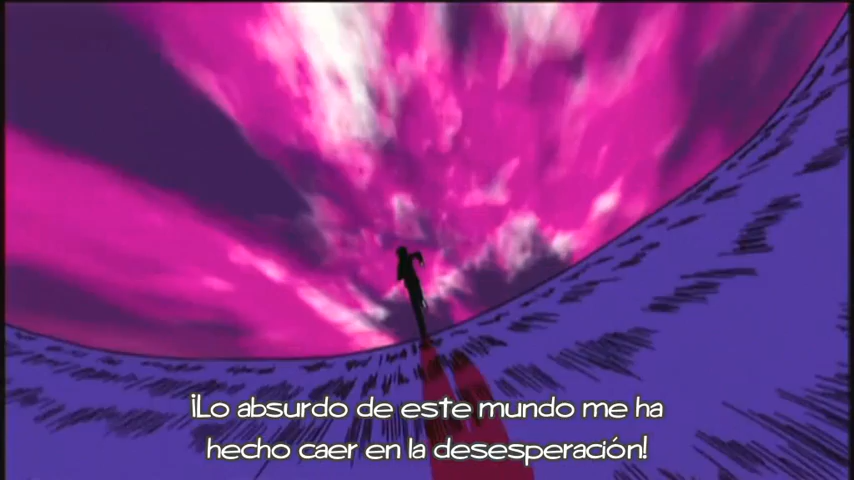 ¡Lo absurdo de este mundo me ha
hecho caer en la desesperación!